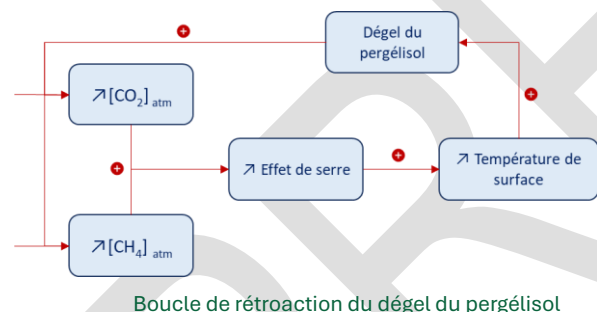 Dégel du
pergélisol
↗[CO₂] atm
↗ Effet de serre
↗ Température de
surface
↗[CH₄] atm
+
+
+
+
Boucle de rétroaction du dégel du pergélisol